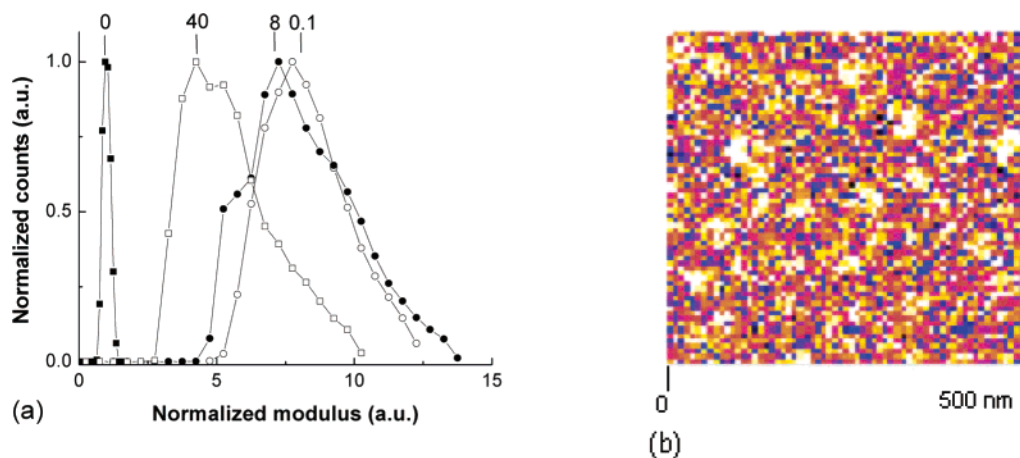 0 40 8 0.1
1.0
0.5
0.0
Normalized counts (a.u.)
0 5 10 15
Normalized modulus (a.u.)
(a)
0 500 nm
(b)